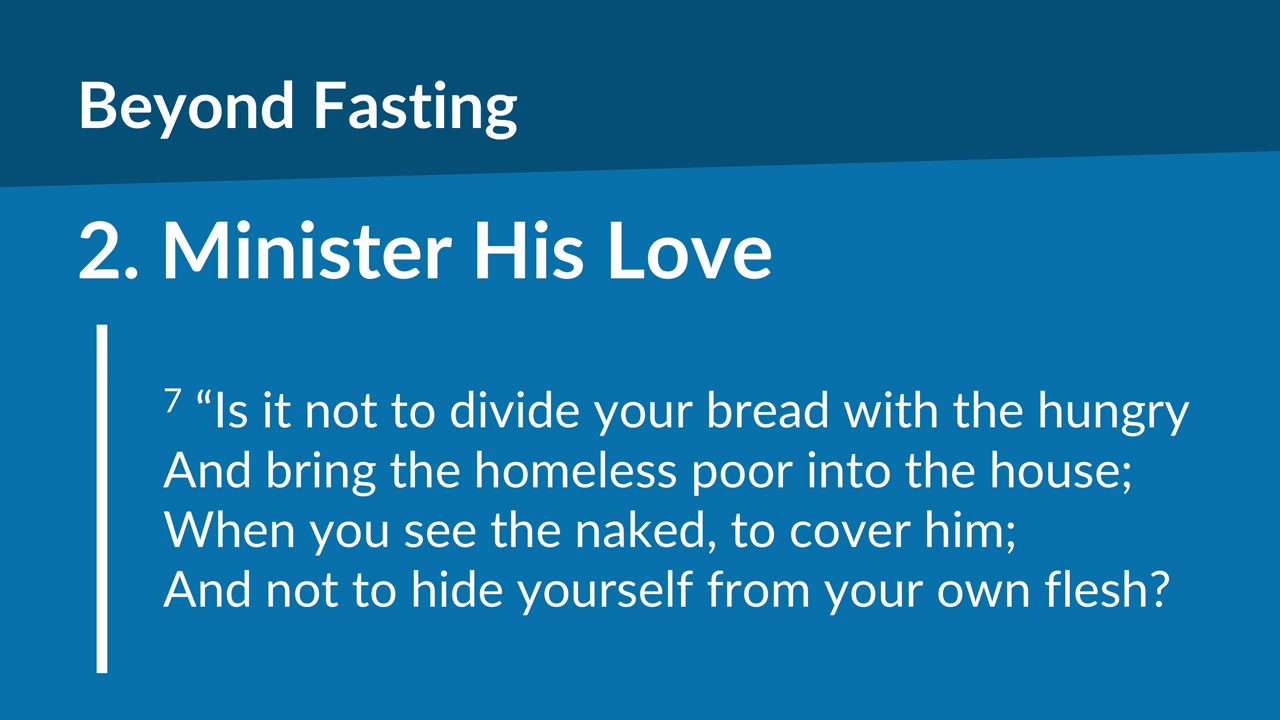 Beyond Fasting
2. Minister His Love
7 “Is it not to divide your bread with the hungry
And bring the homeless poor into the house;
When you see the naked, to cover him;
And not to hide yourself from your own flesh?